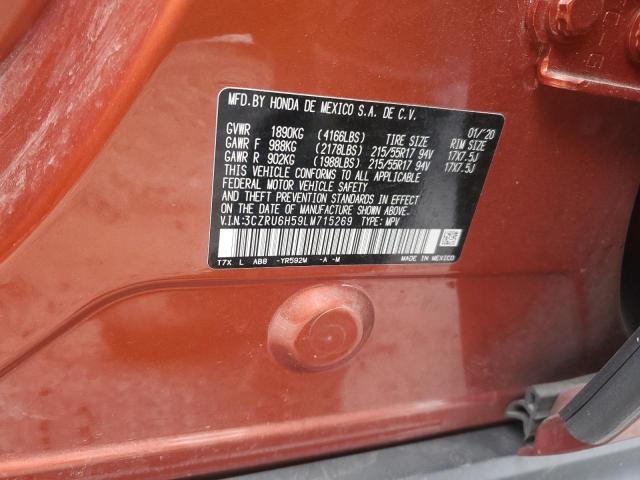 MFD. BY HONDA DE MEXICO S.A. DE C.V. 01/'20
GVWR 1890KG (4166LBS) TIRE SIZE RIM SIZE
GAWR F 988KG (2178LBS) 215/55R17 94V 17X7.5J
GAWR R 902KG (1988LBS) 215/55R17 94V 17X7.5J
THIS VEHICLE CONFORMS TO ALL APPLICABLE
FEDERAL MOTOR VEHICLE SAFETY
AND THEFT PREVENTION STANDARDS IN EFFECT
ON THE DATE OF MANUFACTURE SHOWN ABOVE.
V.I.N.:3CZRU6H59LM715269 TYPE: MPV
T7X L AB8 -YR592M -A -M MADE IN MEXICO